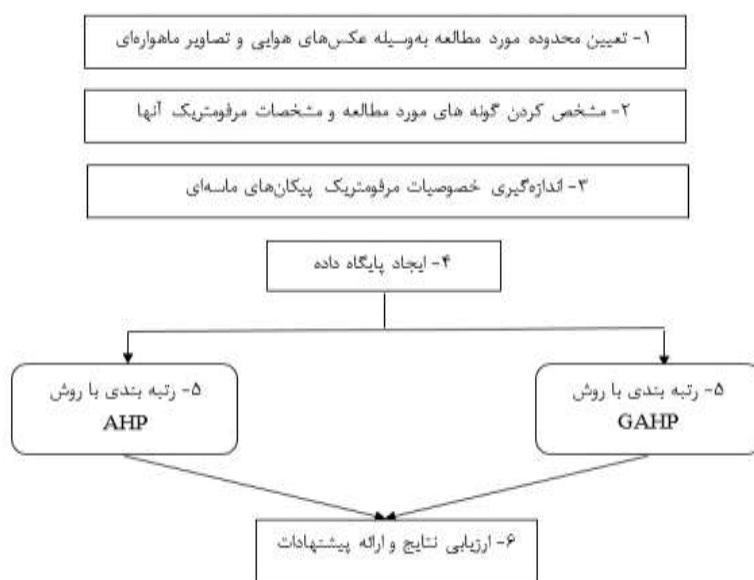 ۱- تعیین محدوده مورد مطالعه به‌وسیله عکس‌های هوایی و تصاویر ماهواره‌ای
۲- مشخص کردن گونه های مورد مطالعه و مشخصات مرفومتریک آنها
۳- اندازه‌گیری خصوصیات مرفومتریک پیکان‌های ماسه‌ای
۴- ایجاد پایگاه داده
۵- رتبه بندی با روش
GAHP
۵- رتبه بندی با روش
AHP
۶- ارزیابی نتایج و ارائه پیشنهادات